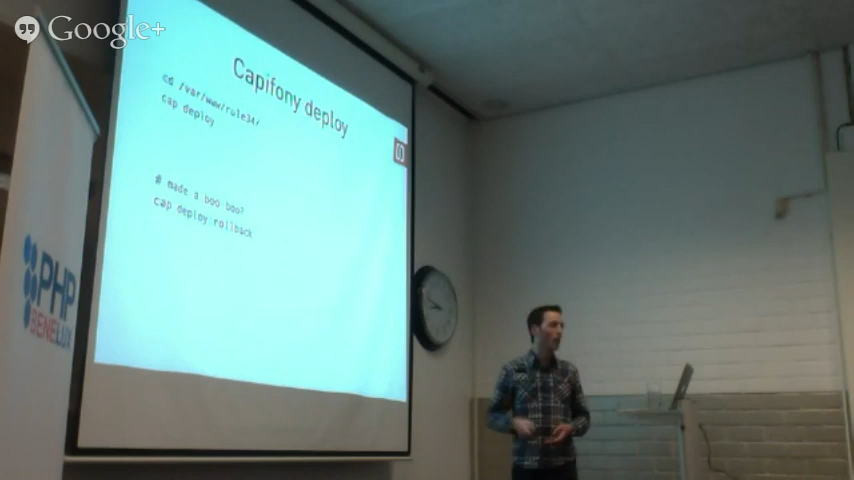 Google+
Capifony deploy
cd /var/www/rule34/
cap deploy
# made a boo boo?
cap deploy:rollback
PHP
BENELUX